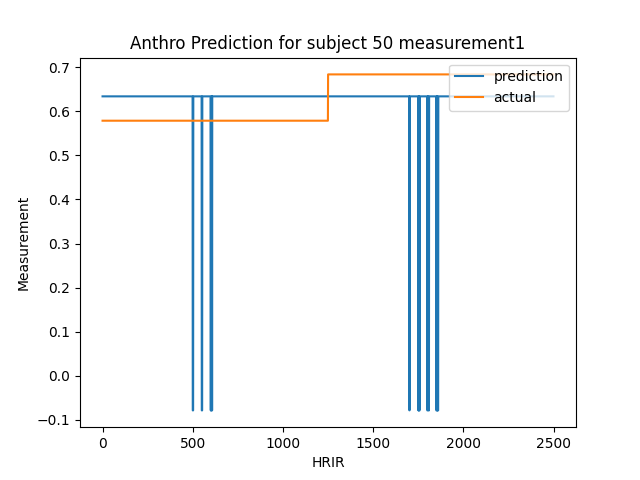 Anthro Prediction for subject 50 measurement1
prediction
actual
0.7
0.6
0.5
0.4
0.3
0.2
0.1
0.0
−0.1
Measurement
0 500 1000 1500 2000 2500
HRIR